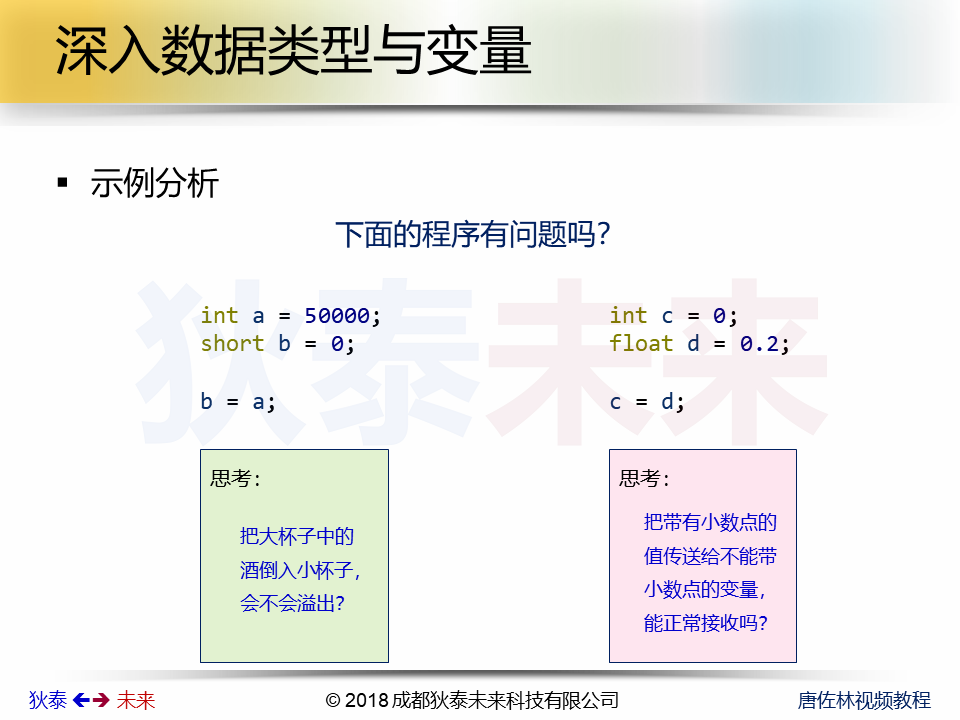 深入数据类型与变量
▪ 示例分析
下面的程序有问题吗?
狄泰未来
int a = 50000;
short b = 0;
b = a;
int c = 0;
float d = 0.2;
c = d;
思考:
把大杯子中的
酒倒入小杯子,
会不会溢出?
思考:
把带有小数点的
值传送给不能带
小数点的变量,
能正常接收吗?
狄泰 未来
© 2018 成都狄泰未来科技有限公司
唐佐林视频教程